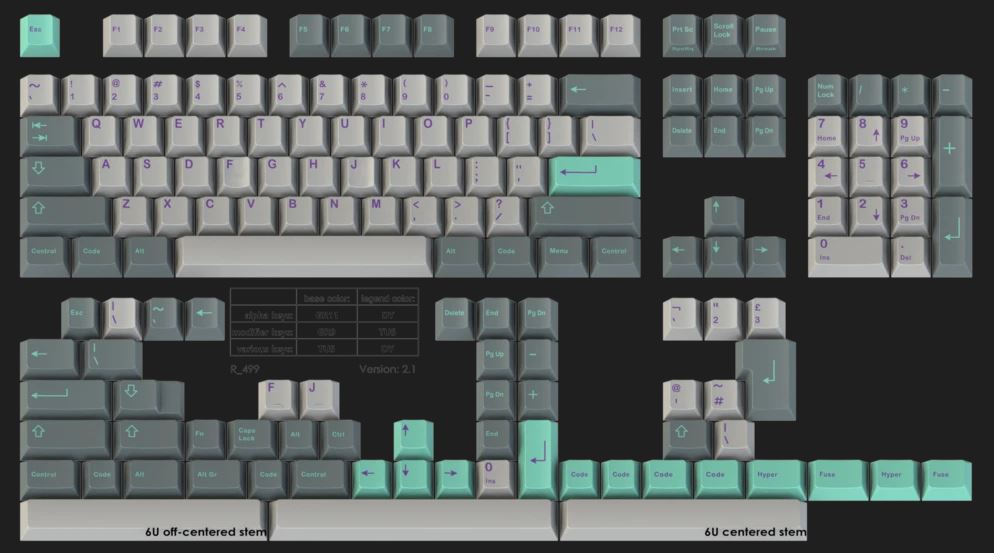 Esc F1 F2 F3 F4 F5 F6 F7 F8 F9 F10 F11 F12 Prt Sc Scroll Lock Pause
~ ` ! 1 @ 2 # 3 $ 4 % 5 ^ 6 & 7 * 8 ( 9 ) 0 _ - + = ← Insert Home Pg Up Num Lock / * -
Q W E R T Y U I O P { [ } ] | \ Delete End Pg Dn 7 Home 8 ↑ 9 Pg Up +
A S D F G H J K L : ; " ' 4 ← 5 6 →
Z X C V B N M < , > . ? / ↑ 1 End 2 ↓ 3 Pg Dn
Control Code Alt Alt Code Menu Control ← ↓ → 0 Ins . Del
Esc | \ ~ ` ← Delete End Pg Dn ¬ ` " 2 £ 3
base color: legend color:
alpha keys: CY
modifier keys: TU5
various keys: TU5 CY
R_499 Version: 2.1
← | \ Pg Up -
F J Pg Dn + @ ' ~ #
Fn Caps Lock Alt Ctrl ↑ End | \
Control Code Alt Alt Gr Code Control ← ↓ → 0 Ins Code Code Code Code Hyper Fuse Hyper Fuse
6U off-centered stem 6U centered stem